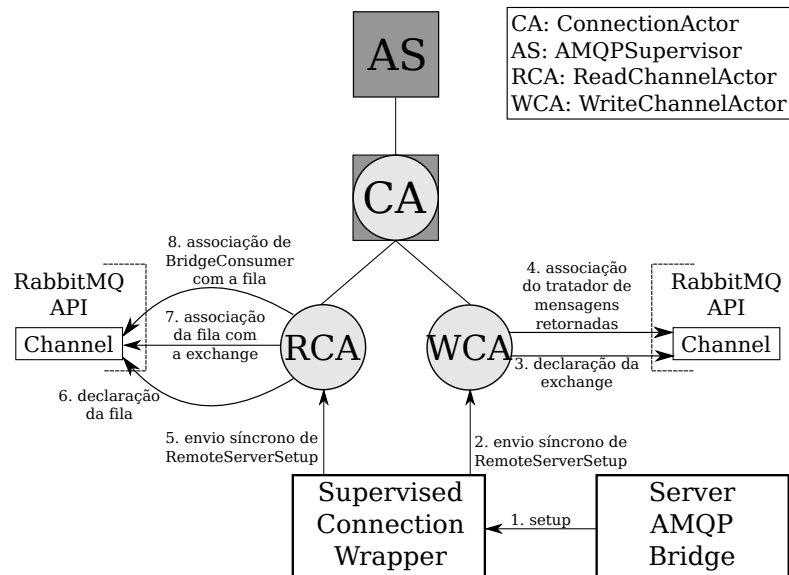 AS
CA: ConnectionActor
AS: AMQPSupervisor
RCA: ReadChannelActor
WCA: WriteChannelActor
CA
8. associação de
BridgeConsumer
com a fila
4. associação
do tratador de
mensagens
retornadas
RabbitMQ
API
Channel
7. associação
da fila com
a exchange
RCA
WCA
RabbitMQ
API
Channel
3. declaração da
exchange
6. declaração
da fila
5. envio síncrono de
RemoteServerSetup
2. envio síncrono de
RemoteServerSetup
Supervised
Connection
Wrapper
1. setup
Server
AMQP
Bridge